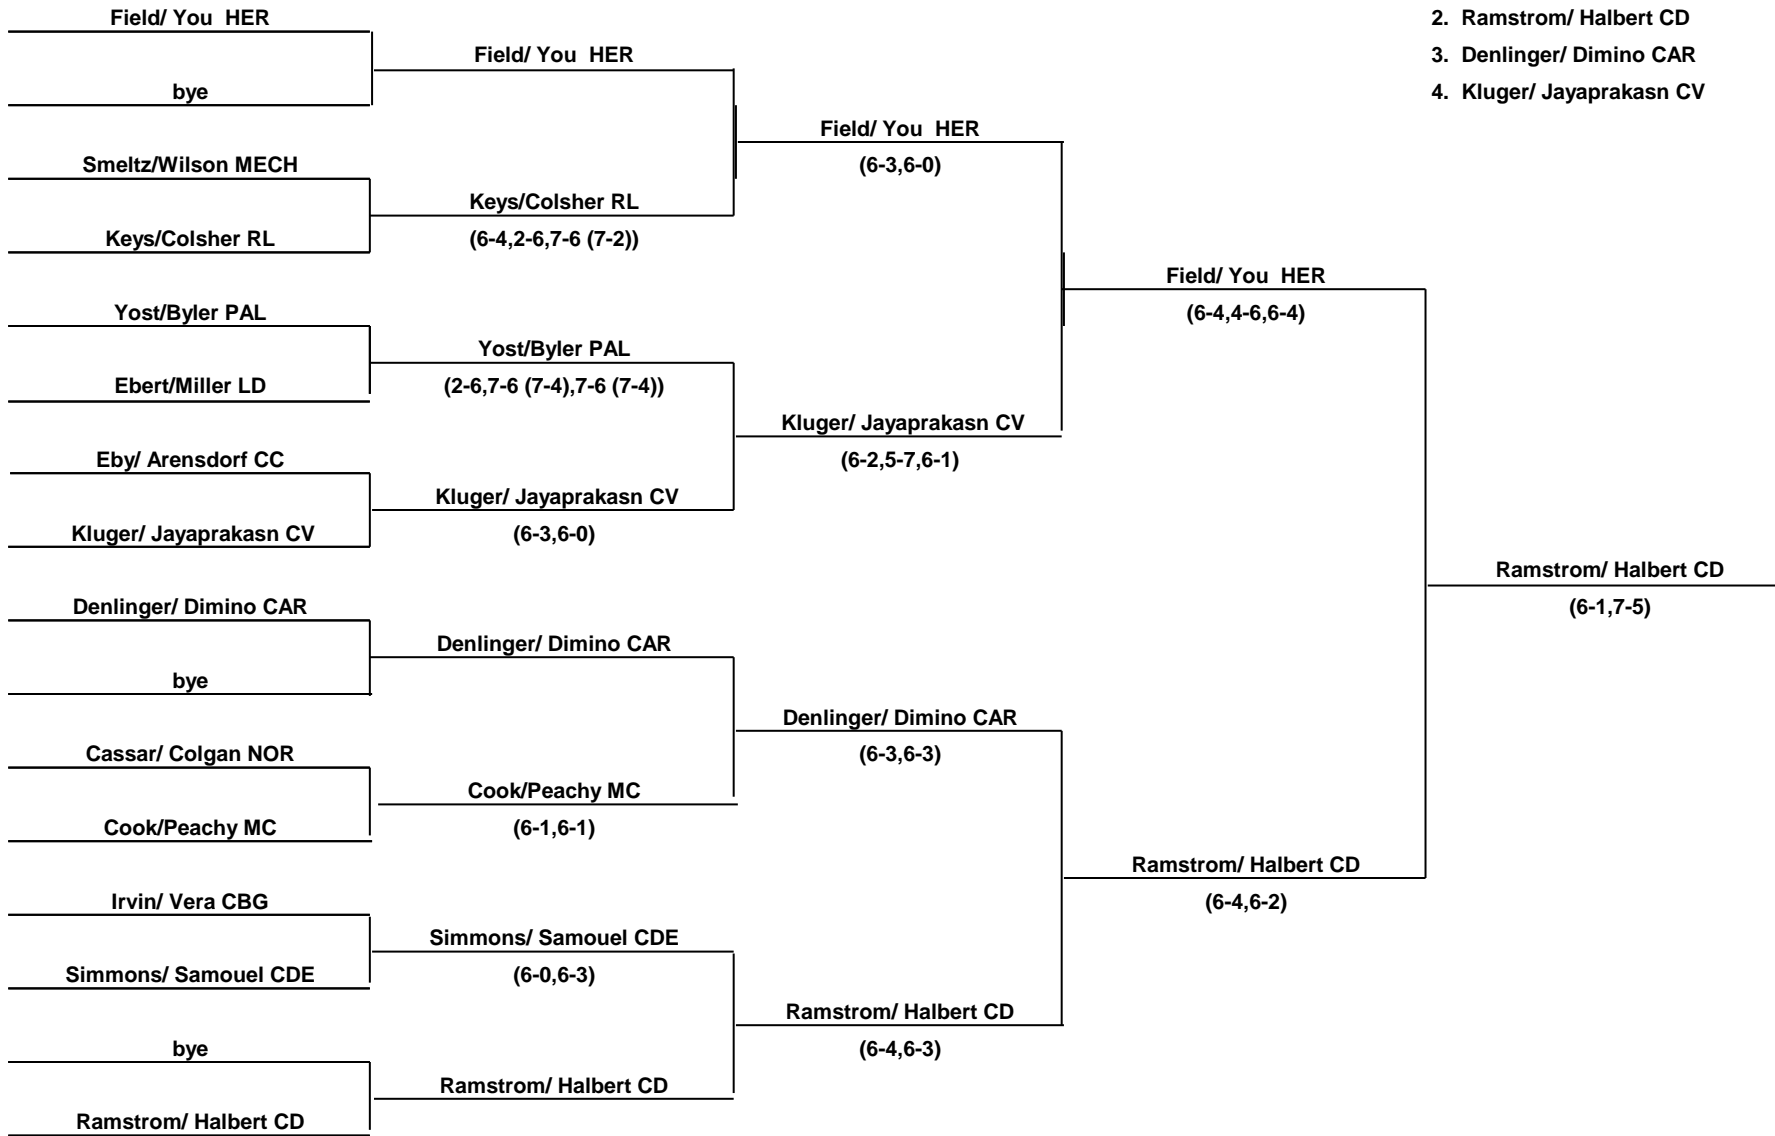 Field/ You  HER
bye
Smeltz/Wilson MECH
Keys/Colsher RL
Yost/Byler PAL
Ebert/Miller LD
Eby/ Arensdorf CC
Kluger/ Jayaprakasn CV
Denlinger/ Dimino CAR
bye
Cassar/ Colgan NOR
Cook/Peachy MC
Irvin/ Vera CBG
Simmons/ Samouel CDE
bye
Ramstrom/ Halbert CD
Field/ You  HER
Keys/Colsher RL
(6-4,2-6,7-6 (7-2))
Yost/Byler PAL
(2-6,7-6 (7-4),7-6 (7-4))
Kluger/ Jayaprakasn CV
(6-3,6-0)
Denlinger/ Dimino CAR
Cook/Peachy MC
(6-1,6-1)
Simmons/ Samouel CDE
(6-0,6-3)
Ramstrom/ Halbert CD
Field/ You  HER
(6-3,6-0)
Kluger/ Jayaprakasn CV
(6-2,5-7,6-1)
Denlinger/ Dimino CAR
(6-3,6-3)
Ramstrom/ Halbert CD
(6-4,6-3)
Field/ You  HER
(6-4,4-6,6-4)
Ramstrom/ Halbert CD
(6-4,6-2)
Ramstrom/ Halbert CD
(6-1,7-5)
2.  Ramstrom/ Halbert CD
3.  Denlinger/ Dimino CAR
4.  Kluger/ Jayaprakasn CV